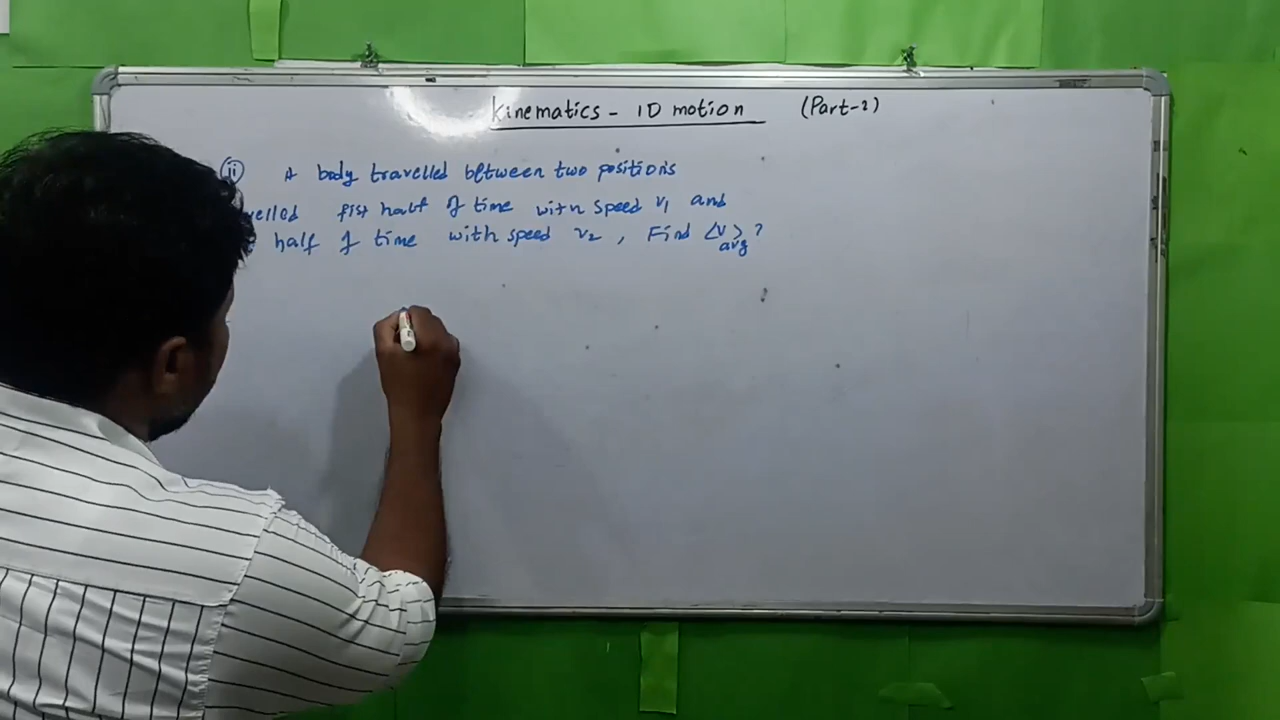 Kinematics - 1D motion (Part-2)
(ii) A body travelled between two positions
fist half of time with speed v₁ and
half of time with speed v₂, Find <v>avg?